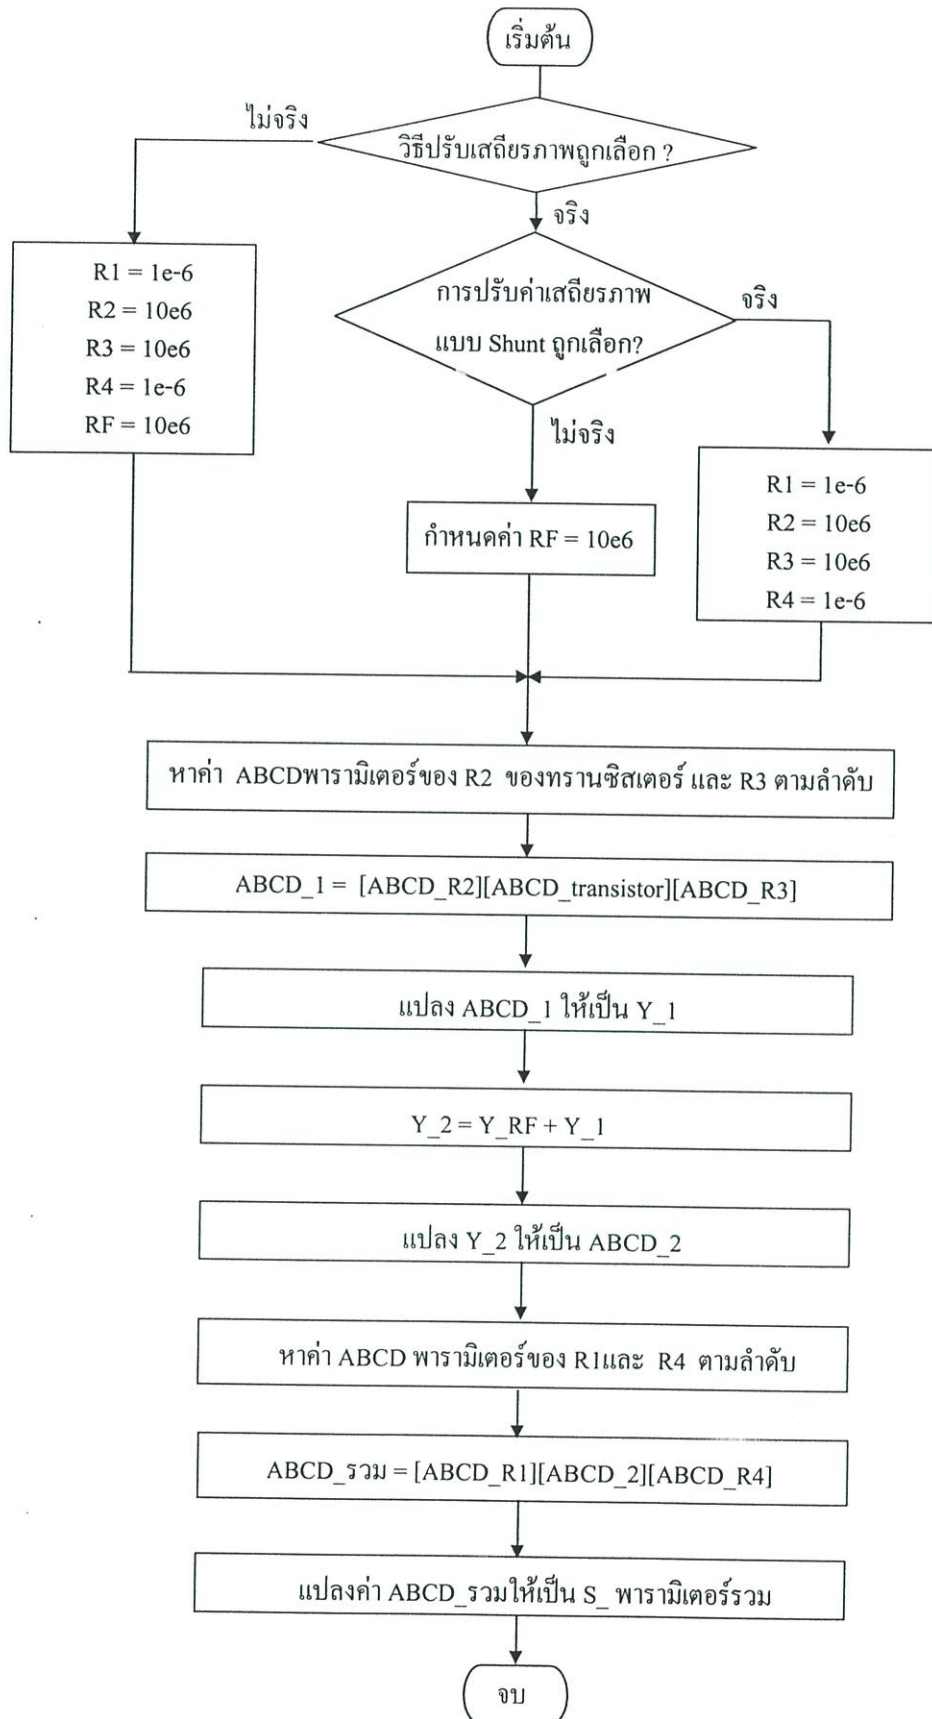 เริ่มต้น
ไม่จริง
วิธีปรับเสถียรภาพถูกเลือก ?
จริง
R1 = 1e-6
R2 = 10e6
R3 = 10e6
R4 = 1e-6
RF = 10e6
การปรับค่าเสถียรภาพ
แบบ Shunt ถูกเลือก?
จริง
ไม่จริง
กำหนดค่า RF = 10e6
R1 = 1e-6
R2 = 10e6
R3 = 10e6
R4 = 1e-6
หาค่า ABCDพารามิเตอร์ของ R2 ของทรานซิสเตอร์ และ R3 ตามลำดับ
ABCD_1 = [ABCD_R2][ABCD_transistor][ABCD_R3]
แปลง ABCD_1 ให้เป็น Y_1
Y_2 = Y_RF + Y_1
แปลง Y_2 ให้เป็น ABCD_2
หาค่า ABCD พารามิเตอร์ของ R1และ R4 ตามลำดับ
ABCD_รวม = [ABCD_R1][ABCD_2][ABCD_R4]
แปลงค่า ABCD_รวมให้เป็น S_ พารามิเตอร์รวม
จบ